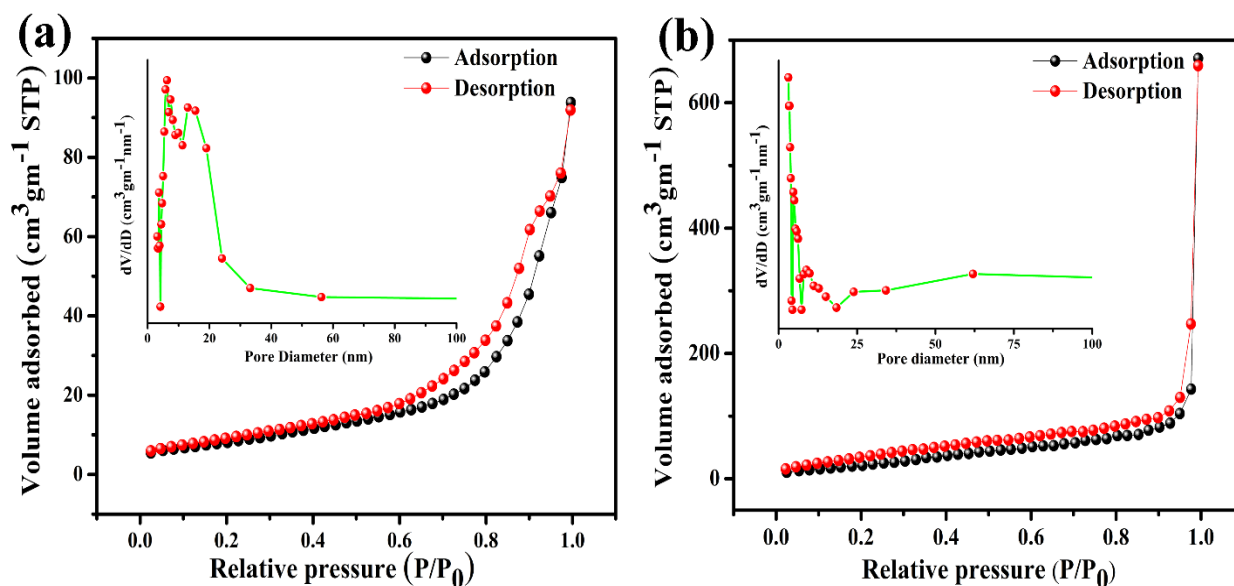 (a)
Adsorption
Desorption
Volume adsorbed (cm³gm⁻¹ STP)
100
80
60
40
20
0
0.0 0.2 0.4 0.6 0.8 1.0
Relative pressure (P/P₀)
dV/dD (cm³gm⁻¹nm⁻¹)
0 20 40 60 80 100
Pore Diameter (nm)
(b)
Adsorption
Desorption
Volume adsorbed (cm³gm⁻¹ STP)
600
400
200
0
0.0 0.2 0.4 0.6 0.8 1.0
Relative pressure (P/P₀)
dV/dD (cm³gm⁻¹nm⁻¹)
0 25 50 75 100
Pore diameter (nm)